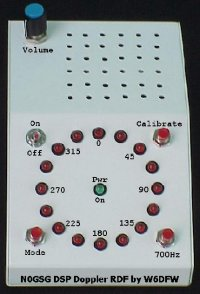 Volume
On
Calibrate
Off
315
0
45
Pwr
270
90
On
225
135
180
Mode
700Hz
N0GSG DSP Doppler RDF by W6DFW